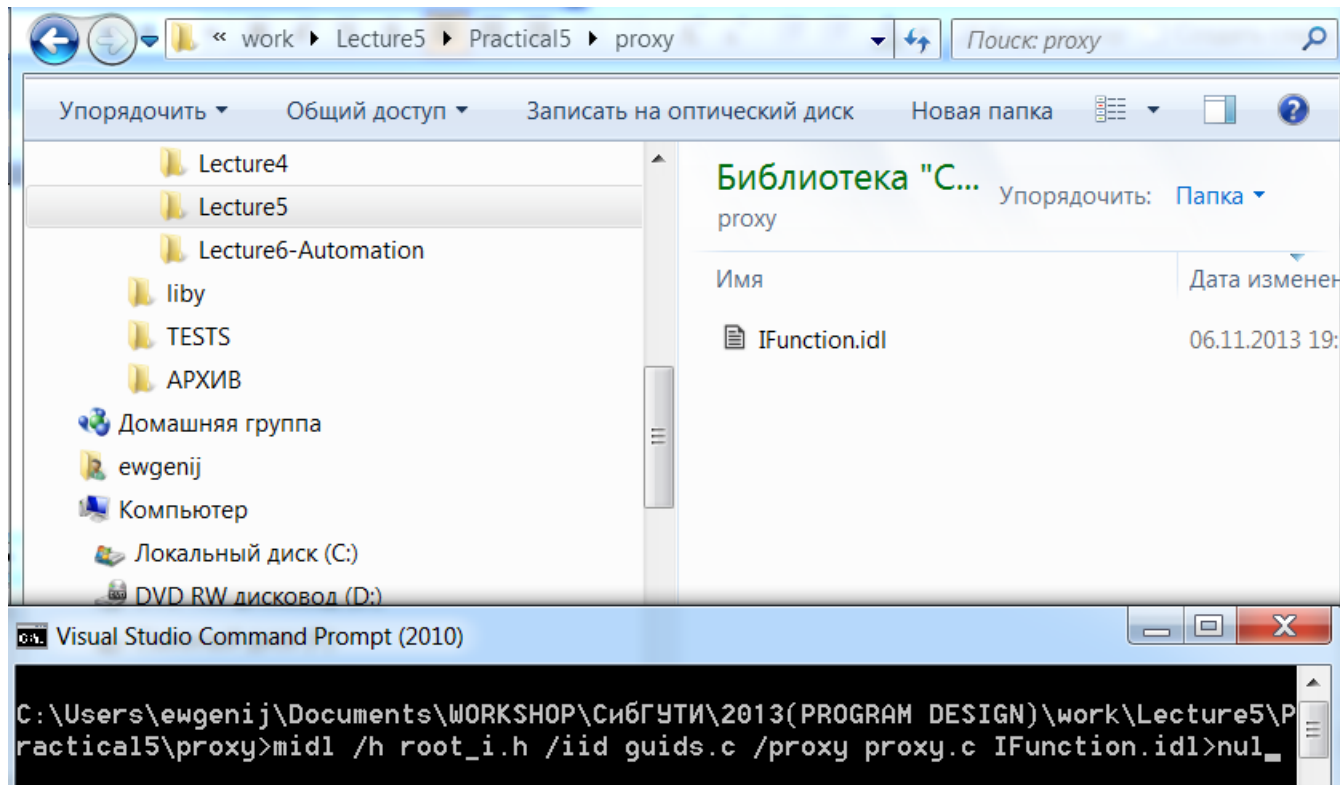 « work ▸ Lecture5 ▸ Practical5 ▸ proxy
Поиск: proxy
Упорядочить Общий доступ Записать на оптический диск Новая папка
Lecture4
Lecture5
Lecture6-Automation
liby
TESTS
АРХИВ
Домашняя группа
ewgenij
Компьютер
Локальный диск (C:)
DVD RW дисковод (D:)
Библиотека "С...
proxy
Упорядочить: Папка
Имя Дата изменен
IFunction.idl 06.11.2013 19:
C:\. Visual Studio Command Prompt (2010)
C:\Users\ewgenij\Documents\WORKSHOP\СибГУТИ\2013(PROGRAM DESIGN)\work\Lecture5\P
ractical5\proxy>midl /h root_i.h /iid guids.c /proxy proxy.c IFunction.idl>nul_